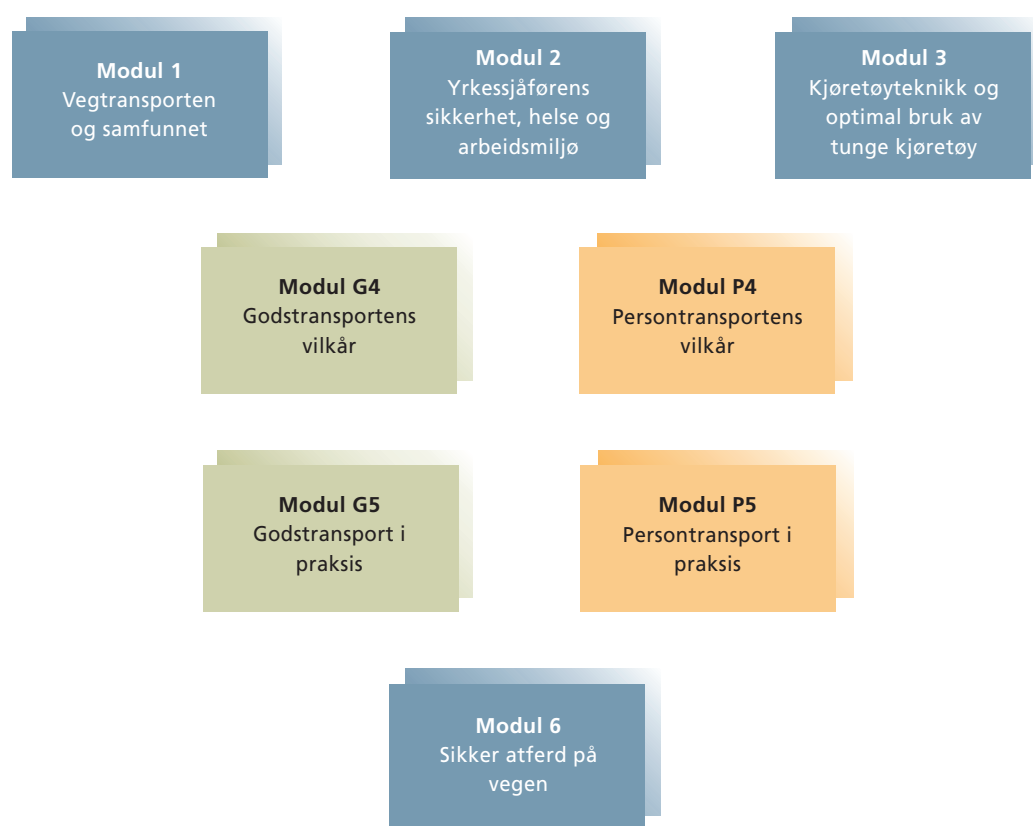 Modul 1
Vegtransporten
og samfunnet
Modul 2
Yrkessjåførens
sikkerhet, helse og
arbeidsmiljø
Modul 3
Kjøretøyteknikk og
optimal bruk av
tunge kjøretøy
Modul G4
Godstransportens
vilkår
Modul P4
Persontransportens
vilkår
Modul G5
Godstransport i
praksis
Modul P5
Persontransport i
praksis
Modul 6
Sikker atferd på
vegen